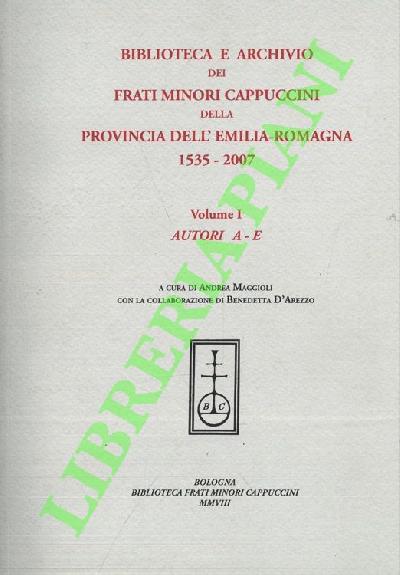 BIBLIOTECA E ARCHIVIO
DEI
FRATI MINORI CAPPUCCINI
DELLA
PROVINCIA DELL'EMILIA-ROMAGNA
1535 - 2007
Volume I
AUTORI A - E
A CURA DI ANDREA MAGGIOLI
CON LA COLLABORAZIONE DI BENEDETTA D'AREZZO
B C
BOLOGNA
BIBLIOTECA FRATI MINORI CAPPUCCINI
MMVIII
LIBRERIA PIANI